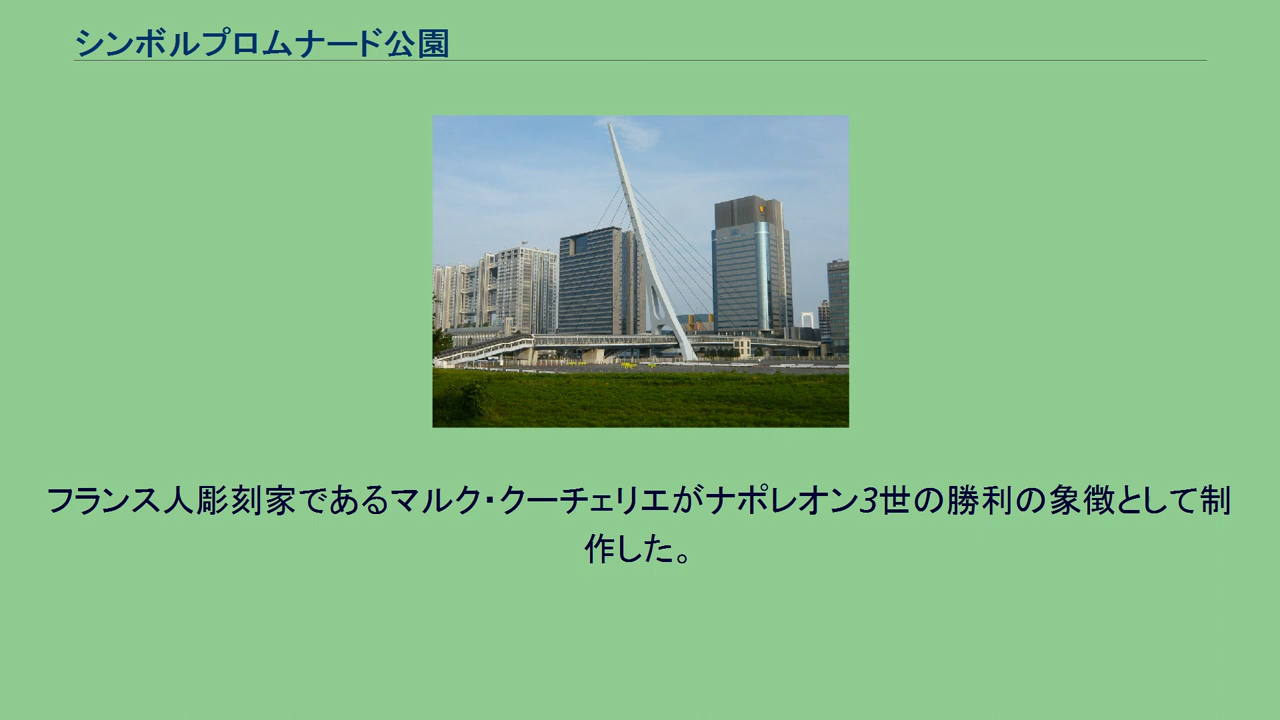 シンボルプロムナード公園
フランス人彫刻家であるマルク・クーチェリエがナポレオン3世の勝利の象徴として制
作した。